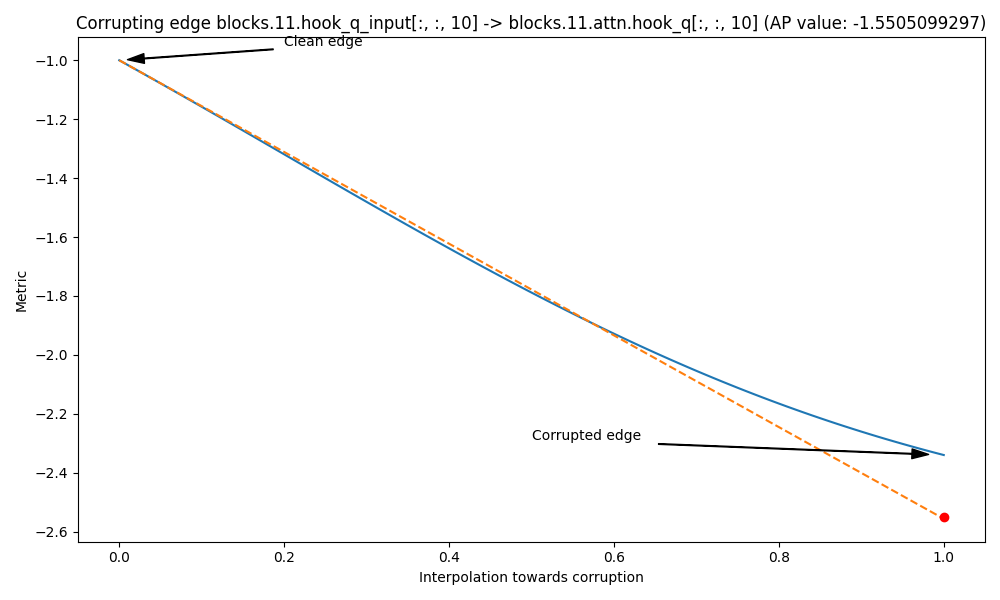 Corrupting edge blocks.11.hook_q_input[:, :, 10] -> blocks.11.attn.hook_q[:, :, 10] (AP value: -1.5505099297)
Clean edge
−1.0
−1.2
−1.4
−1.6
−1.8
−2.0
−2.2
−2.4
−2.6
Metric
Corrupted edge
0.0 0.2 0.4 0.6 0.8 1.0
Interpolation towards corruption